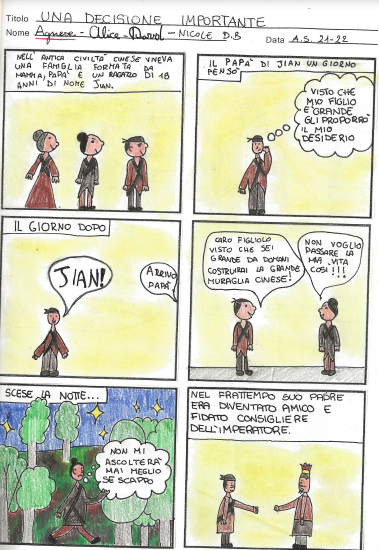 Titolo UNA DECISIONE IMPORTANTE
Nome Agnese - Alice - - NICOLE D.B
Data A.S. 21-22
NELL'ANTICA CIVILTÀ CINESE VIVEVA
UNA FAMIGLIA FORMATA DA
MAMMA, PAPÀ E UN RAGAZZO DI 18
ANNI DI NOME JIAN.
IL PAPÀ DI JIAN UN GIORNO
PENSÒ
VISTO CHE
MIO FIGLIO
È GRANDE
GLI PROPORRÒ
IL MIO
DESIDERIO
IL GIORNO DOPO
JIAN!
ARRIVO
PAPÀ!
CARO FIGLIOLO
VISTO CHE SEI
GRANDE DA DOMANI
COSTRUIRAI LA GRANDE
MURAGLIA CINESE!
NON VOGLIO
PASSARE LA
MIA VITA
COSÌ!!!
SCESE LA NOTTE...
NON MI
ASCOLTERÀ
MAI MEGLIO
SE SCAPPO
NEL FRATTEMPO SUO PADRE
ERA DIVENTATO AMICO E
FIDATO CONSIGLIERE
DELL'IMPERATORE.